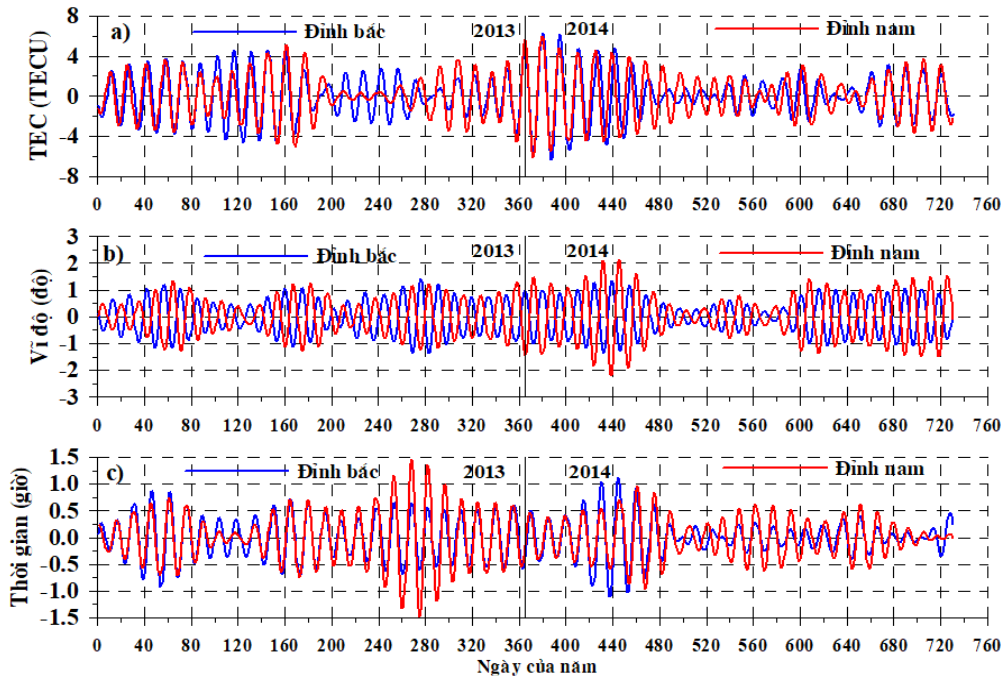 a)
Đỉnh bắc
2013
2014
Đỉnh nam
TEC (TECU)
8
4
0
-4
-8
0 40 80 120 160 200 240 280 320 360 400 440 480 520 560 600 640 680 720 760
b)
Đỉnh bắc
2013
2014
Đỉnh nam
Vĩ độ (độ)
3
2
1
0
-1
-2
-3
0 40 80 120 160 200 240 280 320 360 400 440 480 520 560 600 640 680 720 760
c)
Đỉnh bắc
2013
2014
Đỉnh nam
Thời gian (giờ)
1.5
1.0
0.5
0.0
-0.5
-1.0
-1.5
0 40 80 120 160 200 240 280 320 360 400 440 480 520 560 600 640 680 720 760
Ngày của năm